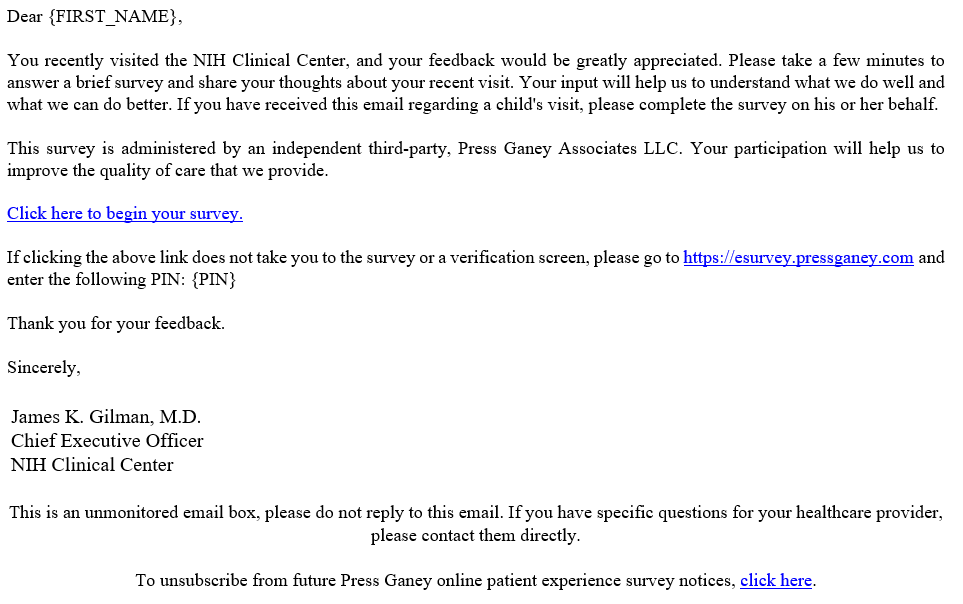 Dear {FIRST_NAME},
You recently visited the NIH Clinical Center, and your feedback would be greatly appreciated. Please take a few minutes to
answer a brief survey and share your thoughts about your recent visit. Your input will help us to understand what we do well and
what we can do better. If you have received this email regarding a child's visit, please complete the survey on his or her behalf.
This survey is administered by an independent third-party, Press Ganey Associates LLC. Your participation will help us to
improve the quality of care that we provide.
Click here to begin your survey.
If clicking the above link does not take you to the survey or a verification screen, please go to https://esurvey.pressganey.com and
enter the following PIN: {PIN}
Thank you for your feedback.
Sincerely,
James K. Gilman, M.D.
Chief Executive Officer
NIH Clinical Center
This is an unmonitored email box, please do not reply to this email. If you have specific questions for your healthcare provider,
please contact them directly.
To unsubscribe from future Press Ganey online patient experience survey notices, click here.